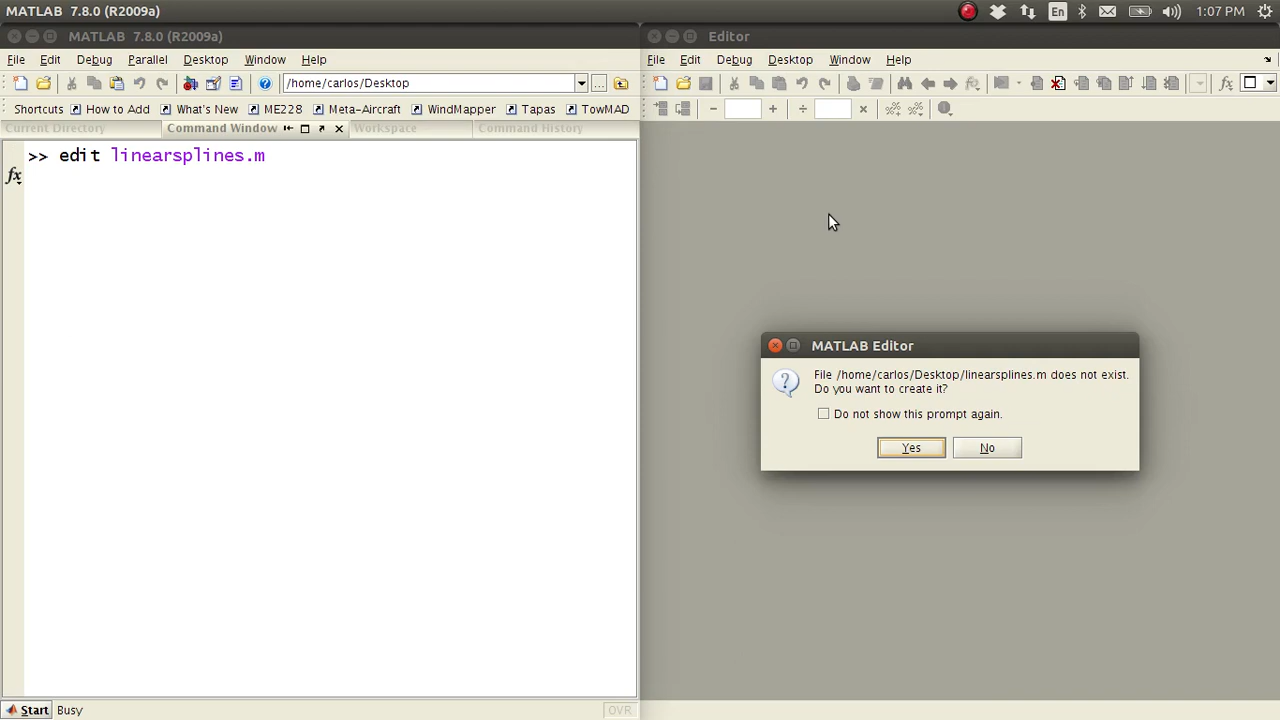 MATLAB 7.8.0 (R2009a)
En
1:07 PM
MATLAB 7.8.0 (R2009a)
File Edit Debug Parallel Desktop Window Help
/home/carlos/Desktop
...
Shortcuts How to Add What's New ME228 Meta-Aircraft WindMapper Tapas TowMAD
Current Directory Command Window Workspace Command History
>> edit linearsplines.m
fx
Start Busy
OVR
Editor
File Edit Debug Desktop Window Help
MATLAB Editor
File /home/carlos/Desktop/linearsplines.m does not exist.
Do you want to create it?
Do not show this prompt again.
Yes No